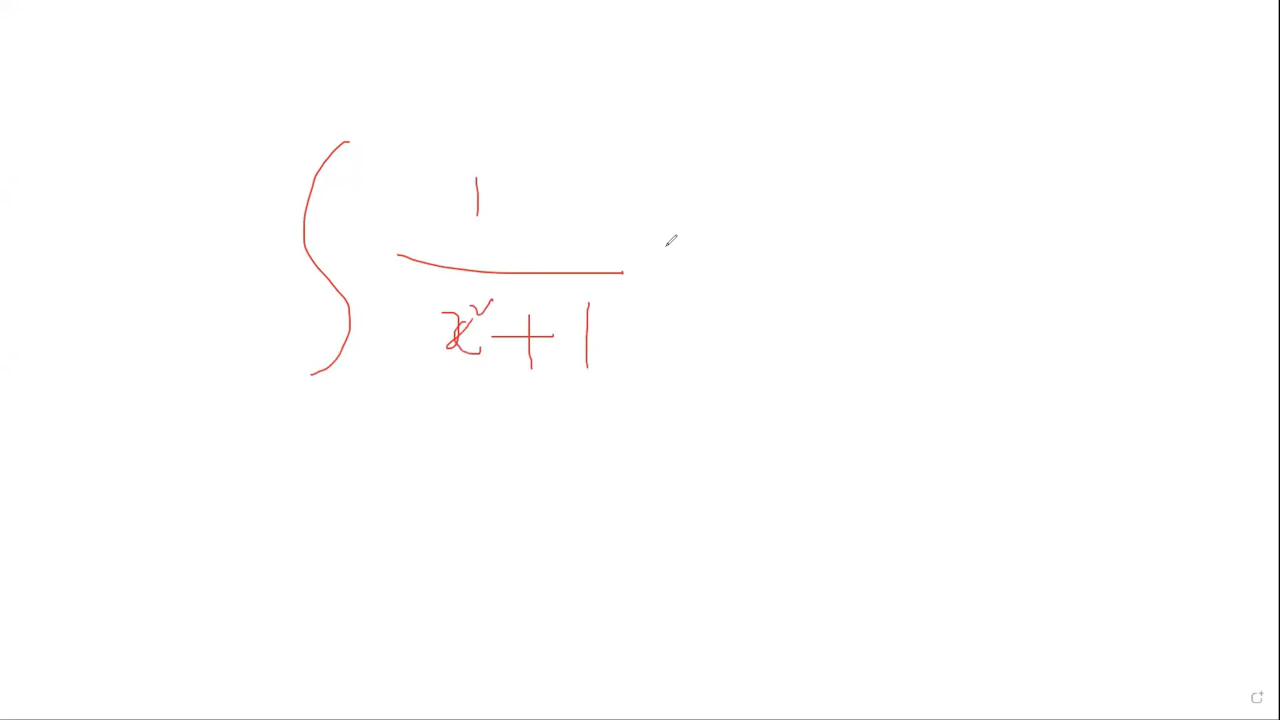 ∫ 1
x² + 1